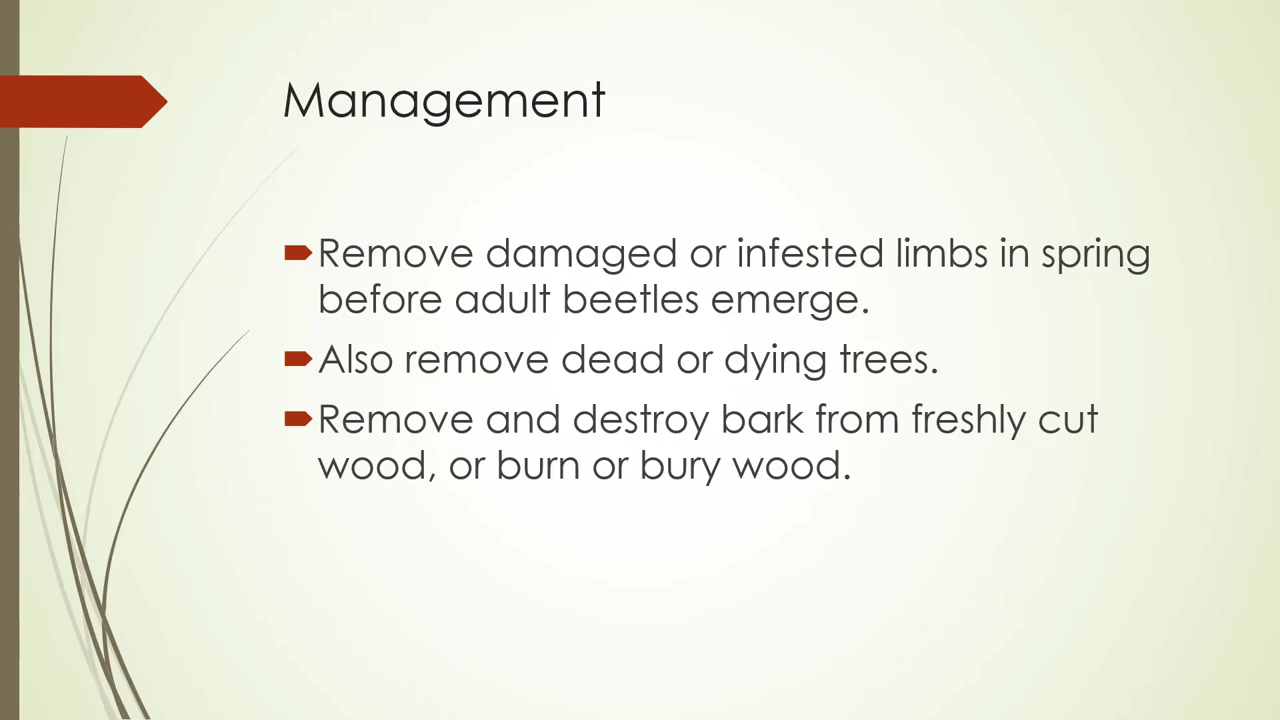 Management
Remove damaged or infested limbs in spring
before adult beetles emerge.
Also remove dead or dying trees.
Remove and destroy bark from freshly cut
wood, or burn or bury wood.